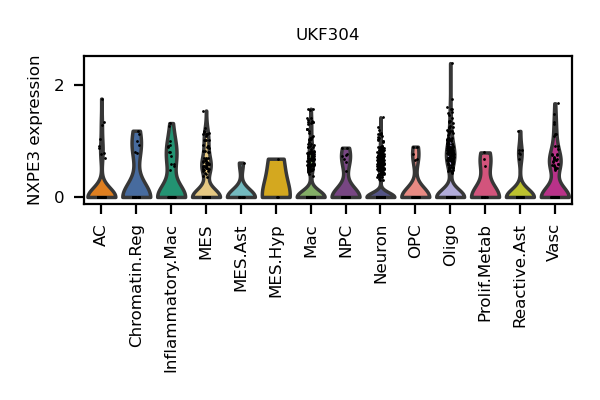 UKF304
NXPE3 expression
2
0
AC
Chromatin.Reg
Inflammatory.Mac
MES
MES.Ast
MES.Hyp
Mac
NPC
Neuron
OPC
Oligo
Prolif.Metab
Reactive.Ast
Vasc